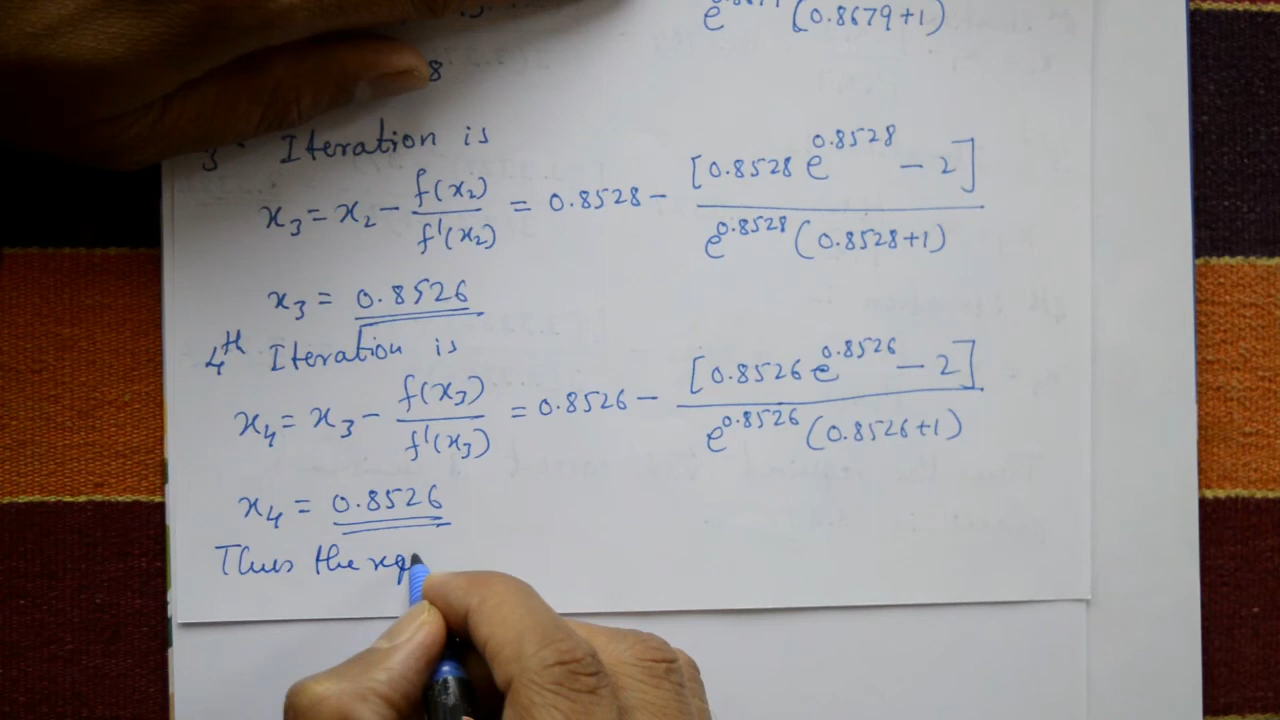 e^0.8679 (0.8679+1)
8
3 Iteration is
x₃ = x₂ - f(x₂)/f'(x₂) = 0.8528 - [0.8528 e^0.8528 - 2]/e^0.8528 (0.8528+1)
x₃ = 0.8526
4th Iteration is
x₄ = x₃ - f(x₃)/f'(x₃) = 0.8526 - [0.8526 e^0.8526 - 2]/e^0.8526 (0.8526+1)
x₄ = 0.8526
Thus the